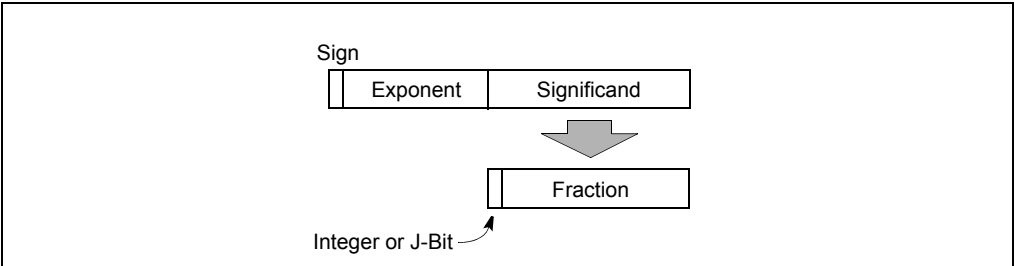 Sign
Exponent Significand
Fraction
Integer or J-Bit